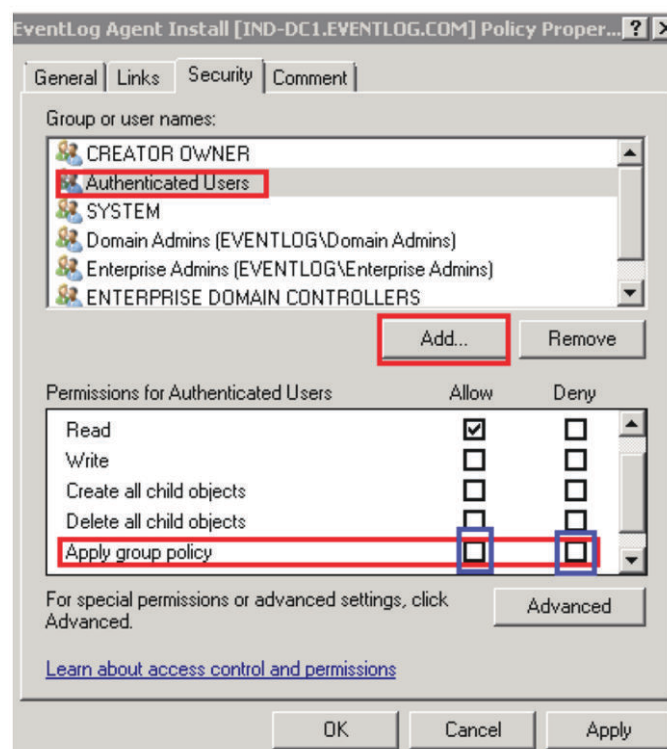 EventLog Agent Install [IND-DC1.EVENTLOG.COM] Policy Proper... ? X
General Links Security Comment
Group or user names:
CREATOR OWNER
Authenticated Users
SYSTEM
Domain Admins (EVENTLOG\Domain Admins)
Enterprise Admins (EVENTLOG\Enterprise Admins)
ENTERPRISE DOMAIN CONTROLLERS
Add... Remove
Permissions for Authenticated Users Allow Deny
Read
Write
Create all child objects
Delete all child objects
Apply group policy
For special permissions or advanced settings, click
Advanced.
Advanced
Learn about access control and permissions
OK Cancel Apply